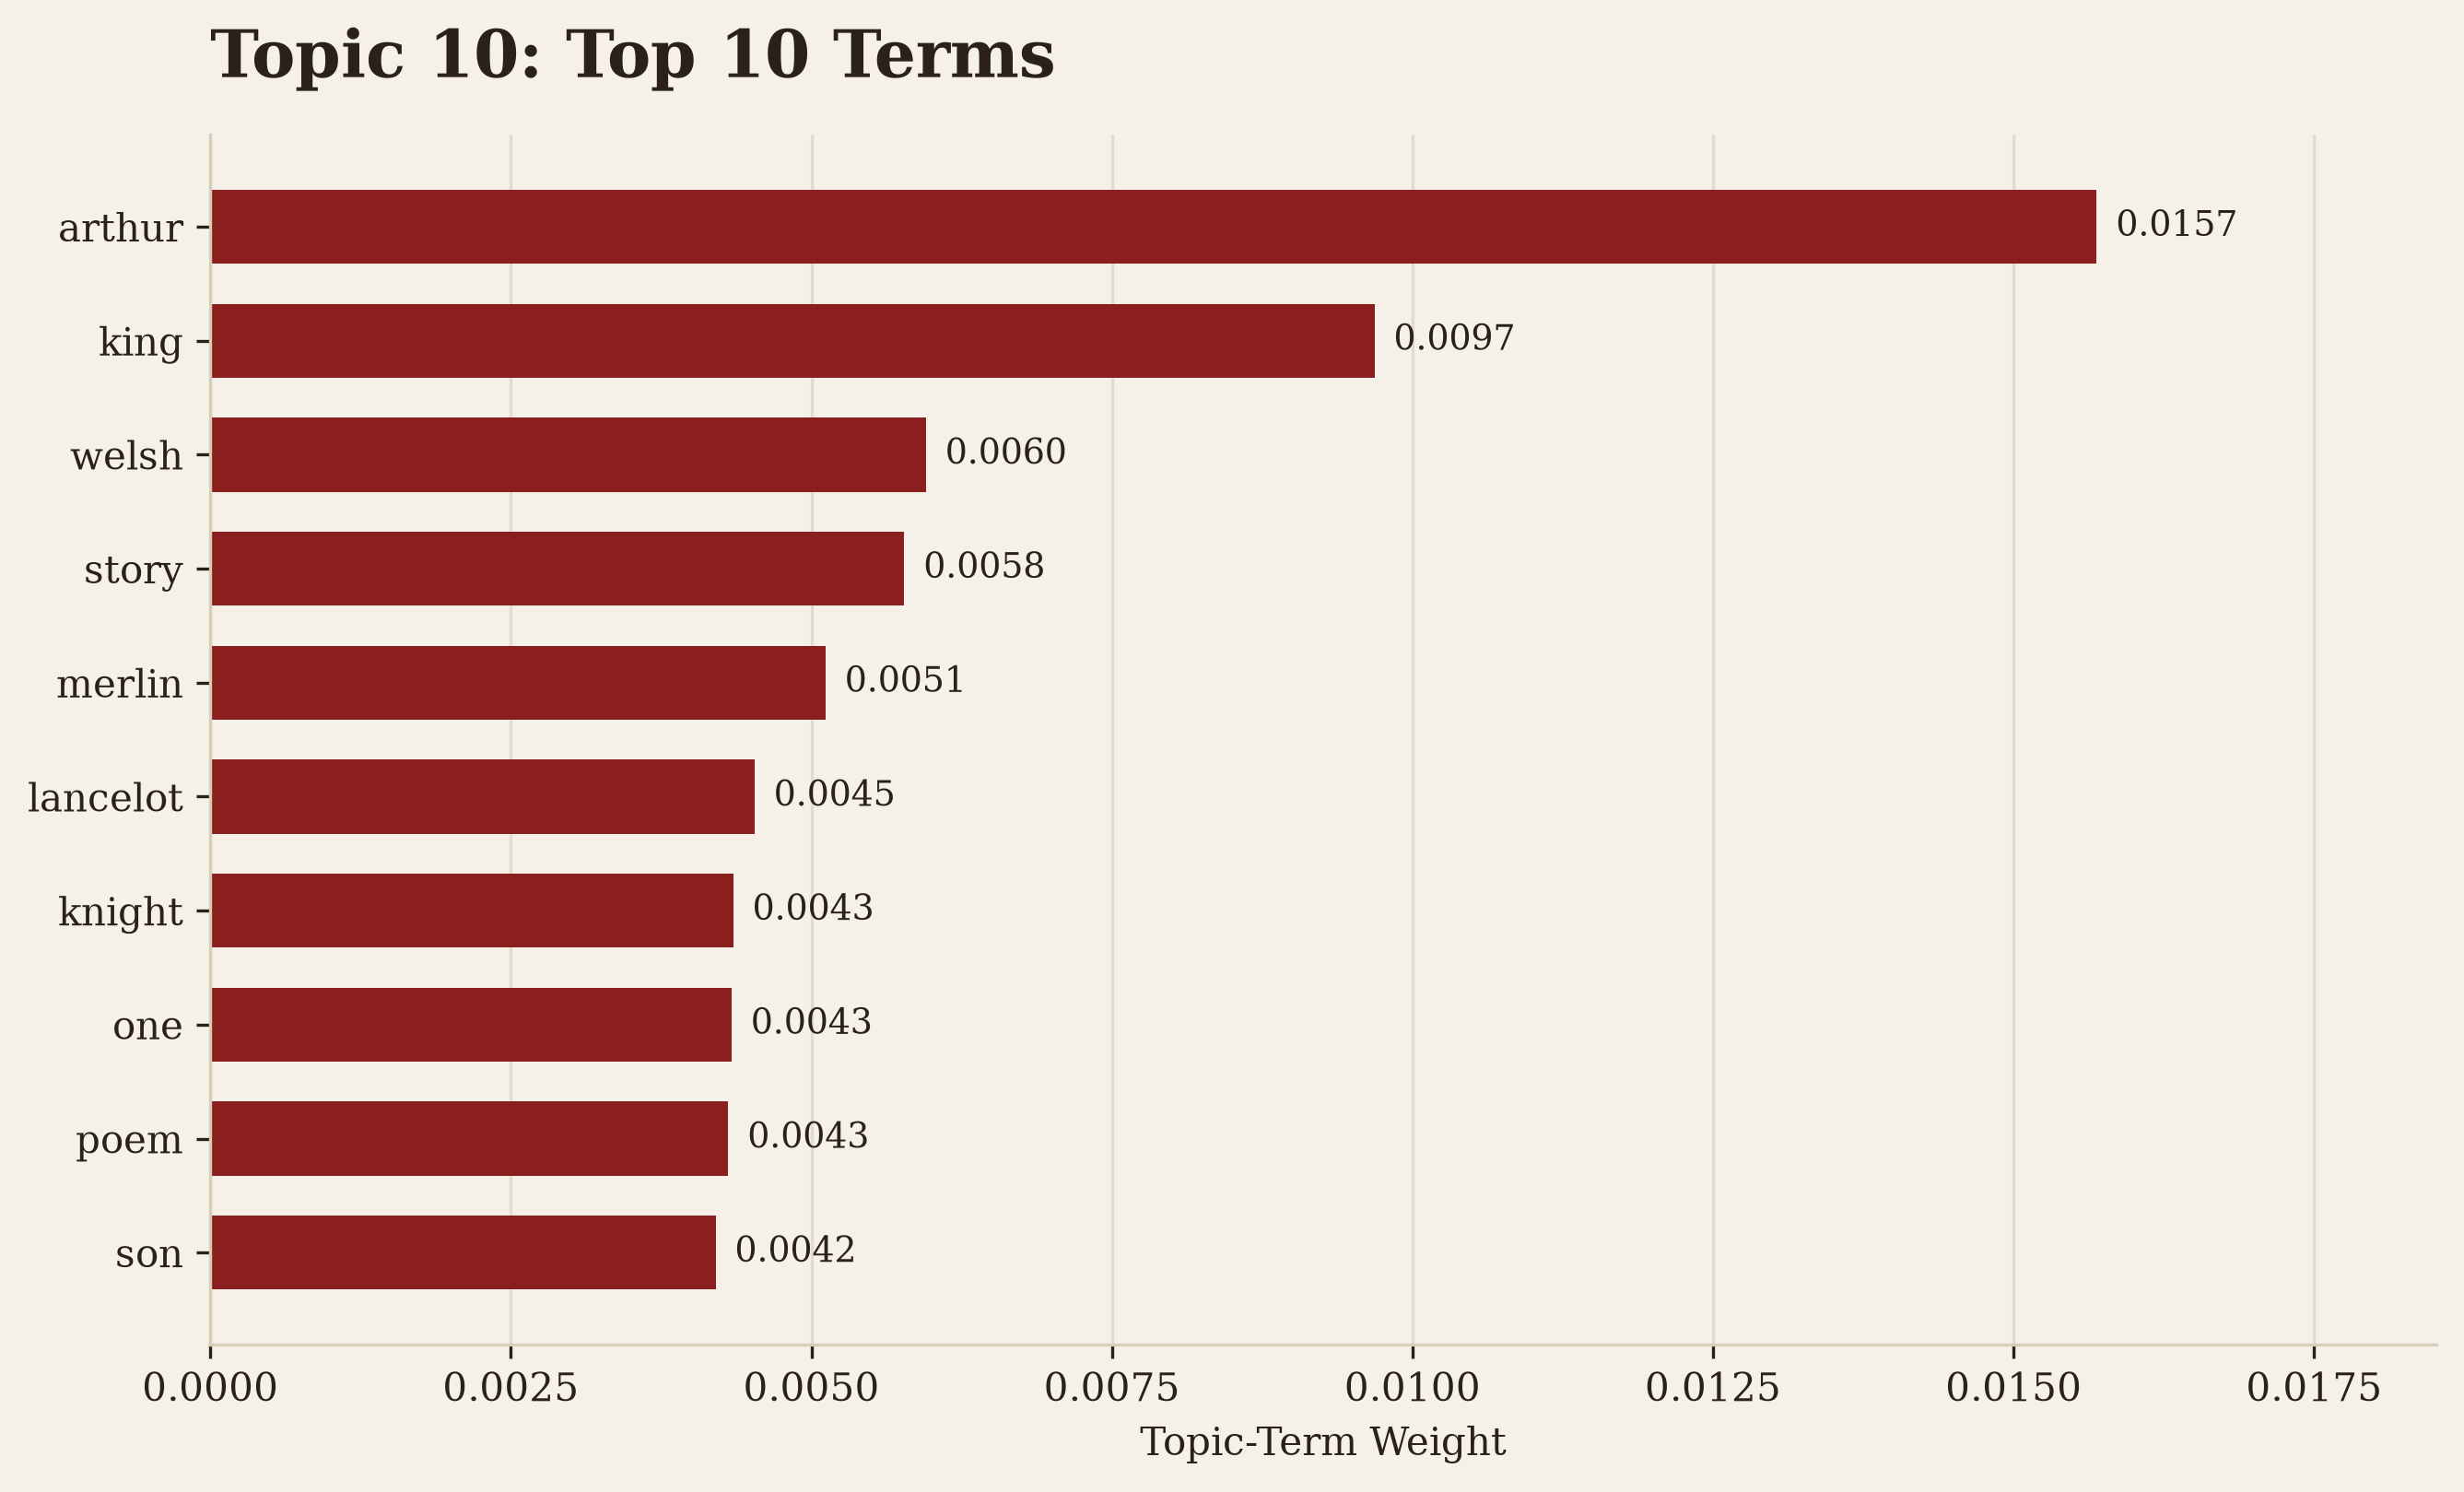 Topic 10: Top 10 Terms
arthur 0.0157
king 0.0097
welsh 0.0060
story 0.0058
merlin 0.0051
lancelot 0.0045
knight 0.0043
one 0.0043
poem 0.0043
son 0.0042
0.0000 0.0025 0.0050 0.0075 0.0100 0.0125 0.0150 0.0175
Topic-Term Weight